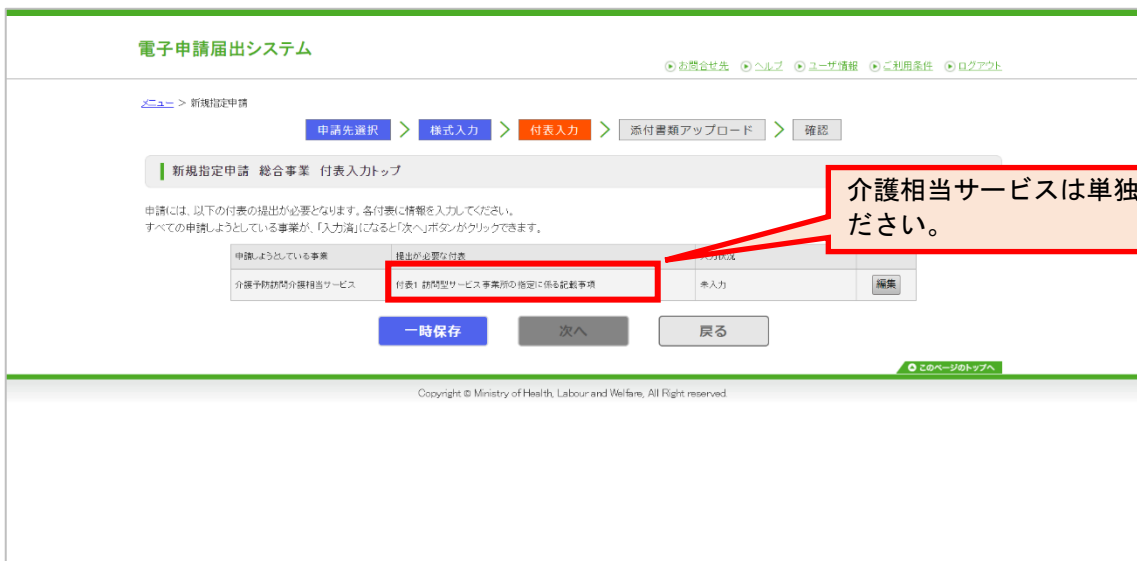 電子申請届出システム
お問合せ先 ヘルプ ユーザ情報 ご利用条件 ログアウト
メニュー > 新規指定申請
申請先選択 > 様式入力 > 付表入力 > 添付書類アップロード > 確認
新規指定申請 総合事業 付表入力トップ
介護相当サービスは単独
ださい。
申請には、以下の付表の提出が必要となります。各付表に情報を入力してください。
すべての申請しようとしている事業が、「入力済」になると「次へ」ボタンがクリックできます。
申請しようとしている事業 提出が必要な付表
介護予防訪問介護相当サービス 付表1 訪問型サービス事業所の指定に係る記載事項 未入力 編集
一時保存 次へ 戻る
このページのトップへ
Copyright © Ministry of Health, Labour and Welfare, All Right reserved.